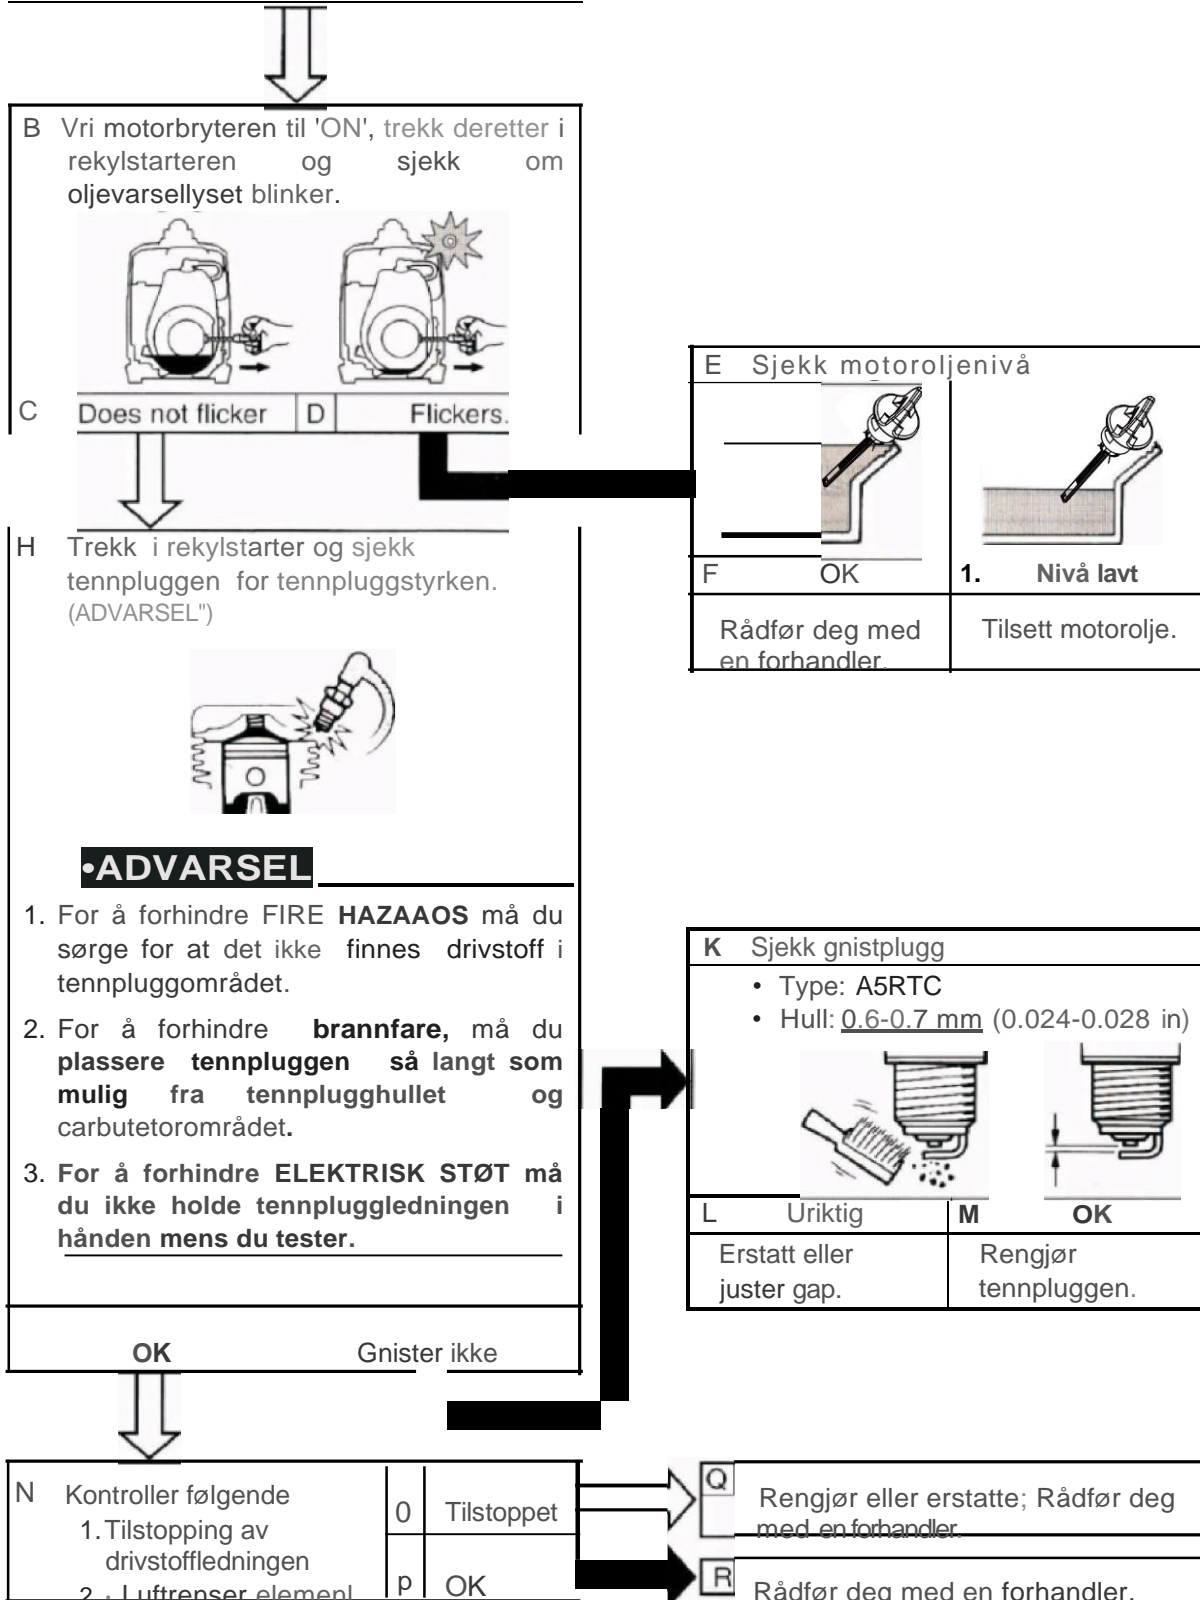 B Vri motorbryteren til 'ON', trekk deretter i
rekylstarteren og sjekk om
oljevarsellyset blinker.
C Does not flicker D Flickers.
E Sjekk motoroljenivå
F OK 1. Nivå lavt
Rådfør deg med
en forhandler.
Tilsett motorolje.
H Trekk i rekylstarter og sjekk
tennpluggen for tennpluggstyrken.
(ADVARSEL")
•ADVARSEL
1. For å forhindre FIRE HAZAAOS må du
sørge for at det ikke finnes drivstoff i
tennpluggområdet.
2. For å forhindre brannfare, må du
plassere tennpluggen så langt som
mulig fra tennplugghullet og
carbutetorområdet.
3. For å forhindre ELEKTRISK STØT må
du ikke holde tennpluggledningen i
hånden mens du tester.
OK Gnister ikke
K Sjekk gnistplugg
• Type: A5RTC
• Hull: 0.6-0.7 mm (0.024-0.028 in)
L Uriktig M OK
Erstatt eller
juster gap.
Rengjør
tennpluggen.
N Kontroller følgende
1. Tilstopping av
drivstoffledningen
2. · Luftrenser elemenl
0 Tilstoppet
p OK
Q Rengjør eller erstatte; Rådfør deg
med en forhandler.
R Rådfør deg med en forhandler.